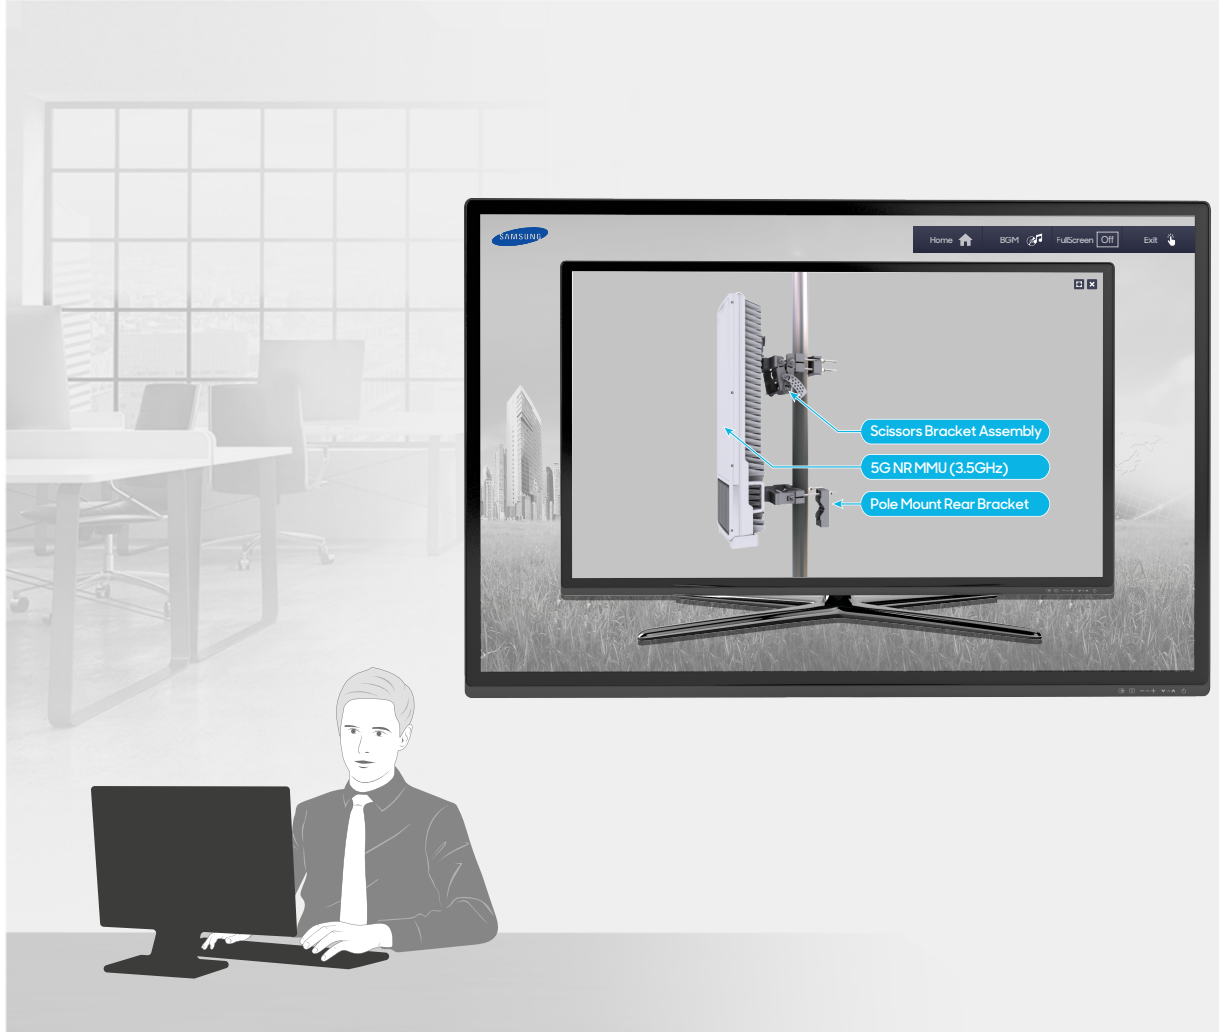 SAMSUNG
Home
BGM
FullScreen
Off
Exit
Scissors Bracket Assembly
5G NR MMU (3.5GHz)
Pole Mount Rear Bracket